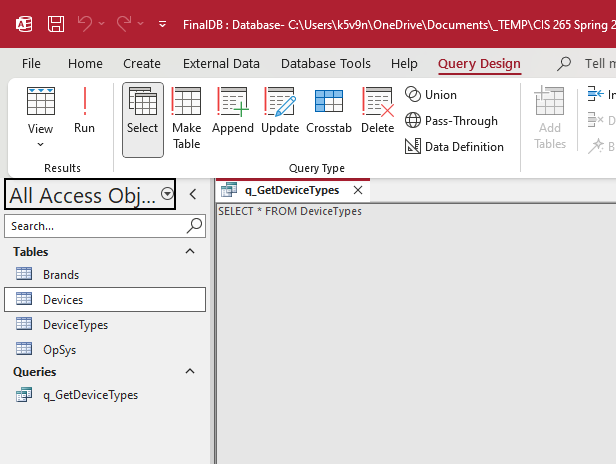 FinalDB : Database- C:\Users\k5v9n\OneDrive\Documents\_TEMP\CIS 265 Spring 2
File Home Create External Data Database Tools Help Query Design Tell m
View
Run
Results
Select
Make Table
Append
Update
Crosstab
Delete
Union
Pass-Through
Data Definition
Query Type
Add Tables
In
D
B
All Access Obj...
q_GetDeviceTypes
Search...
SELECT * FROM DeviceTypes
Tables
Brands
Devices
DeviceTypes
OpSys
Queries
q_GetDeviceTypes